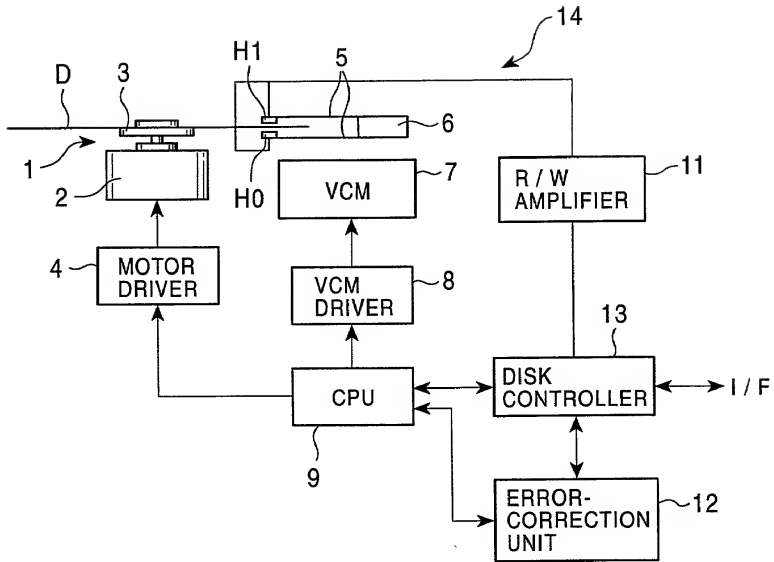 14
H1
5
D
3
6
1
H0
2
7
VCM
R / W
AMPLIFIER
11
4
MOTOR
DRIVER
VCM
DRIVER
8
13
CPU
DISK
CONTROLLER
I / F
9
ERROR-
CORRECTION
UNIT
12